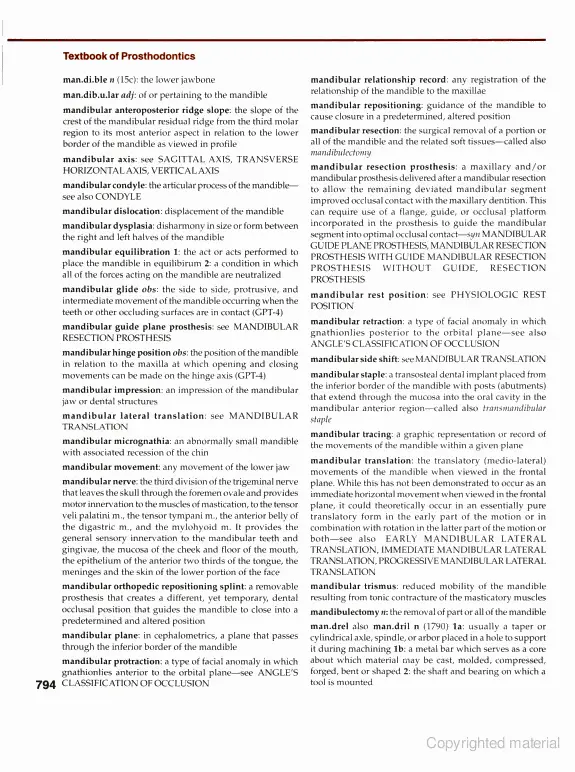 Textbook of Prosthodontics
man.di.ble n (15c): the lower jawbone
man.dib.u.lar adj: of or pertaining to the mandible
mandibular anteroposterior ridge slope: the slope of the
crest of the mandibular residual ridge from the third molar
region to its most anterior aspect in relation to the lower
border of the mandible as viewed in profile
mandibular axis: see SAGITTAL AXIS, TRANSVERSE
HORIZONTAL AXIS, VERTICAL AXIS
mandibular condyle: the articular process of the mandible—
see also CONDYLE
mandibular dislocation: displacement of the mandible
mandibular dysplasia: disharmony in size or form between
the right and left halves of the mandible
mandibular equilibration 1: the act or acts performed to
place the mandible in equilibirum 2: a condition in which
all of the forces acting on the mandible are neutralized
mandibular glide obs: the side to side, protrusive, and
intermediate movement of the mandible occurring when the
teeth or other occluding surfaces are in contact (GPT-4)
mandibular guide plane prosthesis: see MANDIBULAR
RESECTION PROSTHESIS
mandibular hinge position obs: the position of the mandible
in relation to the maxilla at which opening and closing
movements can be made on the hinge axis (GPT-4)
mandibular impression: an impression of the mandibular
jaw or dental structures
mandibular lateral translation: see MANDIBULAR
TRANSLATION
mandibular micrognathia: an abnormally small mandible
with associated recession of the chin
mandibular movement: any movement of the lower jaw
mandibular nerve: the third division of the trigeminal nerve
that leaves the skull through the foremen ovale and provides
motor innervation to the muscles of mastication, to the tensor
veli palatini m., the tensor tympani m., the anterior belly of
the digastric m., and the mylohyoid m. It provides the
general sensory innervation to the mandibular teeth and
gingivae, the mucosa of the cheek and floor of the mouth,
the epithelium of the anterior two thirds of the tongue, the
meninges and the skin of the lower portion of the face
mandibular orthopedic repositioning splint: a removable
prosthesis that creates a different, yet temporary, dental
occlusal position that guides the mandible to close into a
predetermined and altered position
mandibular plane: in cephalometrics, a plane that passes
through the inferior border of the mandible
mandibular protraction: a type of facial anomaly in which
gnathionlies anterior to the orbital plane—see ANGLE'S
CLASSIFICATION OF OCCLUSION
794
mandibular relationship record: any registration of the
relationship of the mandible to the maxillae
mandibular repositioning: guidance of the mandible to
cause closure in a predetermined, altered position
mandibular resection: the surgical removal of a portion or
all of the mandible and the related soft tissues—called also
mandibulectomy
mandibular resection prosthesis: a maxillary and/or
mandibular prosthesis delivered after a mandibular resection
to allow the remaining deviated mandibular segment
improved occlusal contact with the maxillary dentition. This
can require use of a flange, guide, or occlusal platform
incorporated in the prosthesis to guide the mandibular
segment into optimal occlusal contact—syn MANDIBULAR
GUIDE PLANE PROSTHESIS, MANDIBULAR RESECTION
PROSTHESIS WITH GUIDE MANDIBULAR RESECTION
PROSTHESIS WITHOUT GUIDE, RESECTION
PROSTHESIS
mandibular rest position: see PHYSIOLOGIC REST
POSITION
mandibular retraction: a type of facial anomaly in which
gnathionlies posterior to the orbital plane—see also
ANGLE'S CLASSIFICATION OF OCCLUSION
mandibular side shift: see MANDIBULAR TRANSLATION
mandibular staple: a transosteal dental implant placed from
the inferior border of the mandible with posts (abutments)
that extend through the mucosa into the oral cavity in the
mandibular anterior region—called also transmandibular
staple
mandibular tracing: a graphic representation or record of
the movements of the mandible within a given plane
mandibular translation: the translatory (medio-lateral)
movements of the mandible when viewed in the frontal
plane. While this has not been demonstrated to occur as an
immediate horizontal movement when viewed in the frontal
plane, it could theoretically occur in an essentially pure
translatory form in the early part of the motion or in
combination with rotation in the latter part of the motion or
both—see also EARLY MANDIBULAR LATERAL
TRANSLATION, IMMEDIATE MANDIBULAR LATERAL
TRANSLATION, PROGRESSIVE MANDIBULAR LATERAL
TRANSLATION
mandibular trismus: reduced mobility of the mandible
resulting from tonic contracture of the masticatory muscles
mandibulectomy n: the removal of part or all of the mandible
man.drel also man.dril n (1790) 1a: usually a taper or
cylindrical axle, spindle, or arbor placed in a hole to support
it during machining 1b: a metal bar which serves as a core
about which material may be cast, molded, compressed,
forged, bent or shaped 2: the shaft and bearing on which a
tool is mounted
Copyrighted material